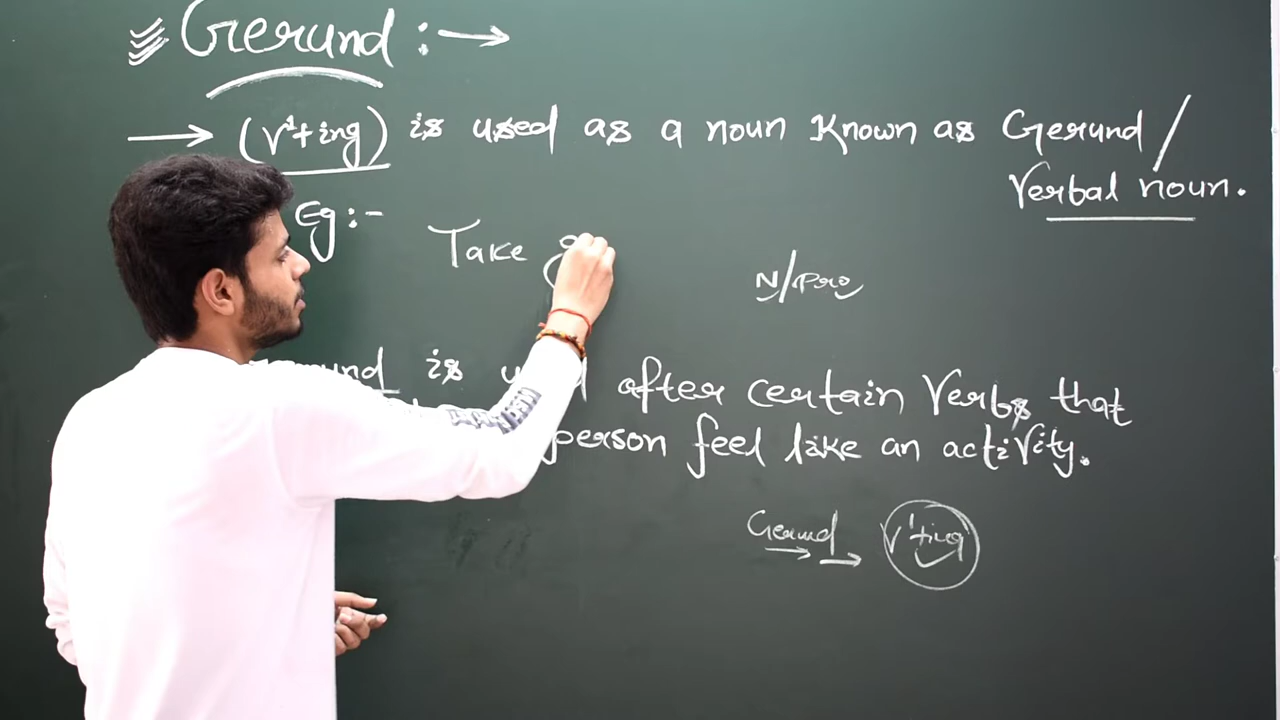 Gerund :→
→ (V¹+ing) is used as a noun Known as Gerund /
Verbal noun.
Eg :-
Take
N/Pro
is after certain Verbs that
person feel like an activity.
Gerund → → V¹+ing